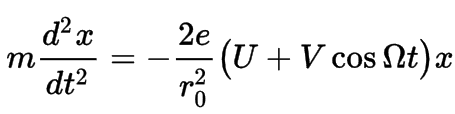 m d²x/dt² = −2e/r₀² (U + V cos Ωt)x